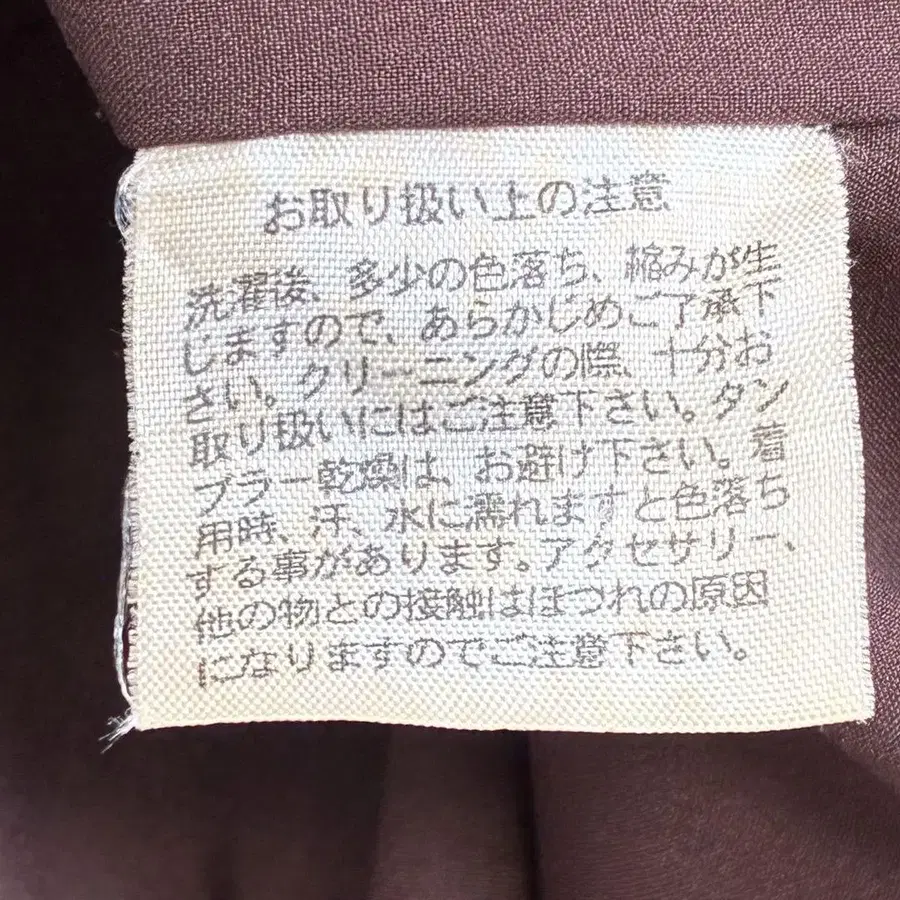 お取り扱い上の注意
洗濯後、多少の色落ち、縮みが生
じますので、あらかじめご了承下
さい。クリーニングの際、十分お
取り扱いにはご注意下さい。タン
ブラー乾燥は、お避け下さい。着
用時、汗、水に濡れますと色落ち
する事があります。アクセサリー、
他の物との接触はほつれの原因
になりますのでご注意下さい。